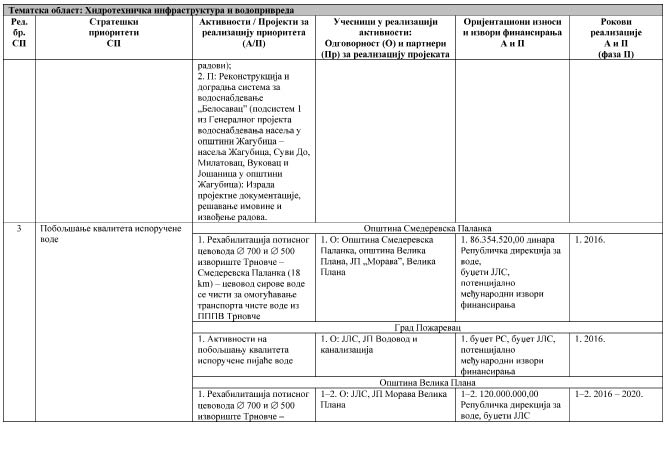 Тематска област: Хидротехничка инфраструктура и водопривреда
Ред.
бр.
СП
Стратешки
приоритети
СП
Активности / Пројекти за
реализацију приоритета
(А/П)
Учесници у реализацији
активности:
Одговорност (О) и партнери
(Пр) за реализацију пројеката
Оријентациони износи
и извори финансирања
А и П
Рокови
реализације
А и П
(фаза II)
радови);
2. П: Реконструкција и
доградња система за
водоснабдевање
„Белосавац” (подсистем 1
из Генералног пројекта
водоснабдевања насеља у
општини Жагубица –
насеља Жагубица, Суви До,
Милатовац, Вуковац и
Јошаница у општини
Жагубица): Израда
пројектне документације,
решавање имовине и
извођење радова.
3
Побољшање квалитета испоручене
воде
Општина Смедеревска Паланка
1. Рехабилитација потисног
цевовода ∅ 700 и ∅ 500
извориште Трновче –
Смедеревска Паланка (18
km) – цевовод сирове воде
се чисти за омогућавање
транспорта чисте воде из
ПППВ Трновче
1. О: Општина Смедеревска
Паланка, општина Велика
Плана, ЈП „Морава”, Велика
Плана
1. 86.354.520,00 динара
Републичка дирекција за
воде,
буџети ЈЛС,
потенцијално
међународни извори
финансирања
1. 2016.
Град Пожаревац
1. Активности на
побољшању квалитета
испоручене пијаће воде
1. О: ЈЛС, ЈП Водовод и
канализација
1. буџет РС, буџет ЈЛС,
потенцијално
међународни извори
финансирања
1. 2016.
Општина Велика Плана
1. Рехабилитација потисног
цевовода ∅ 700 и ∅ 500
извориште Трновче –
1–2. О: ЈЛС, ЈП Морава Велика
Плана
1–2. 120.000.000,00
Републичка дирекција за
воде, буџети ЈЛС
1–2. 2016 – 2020.